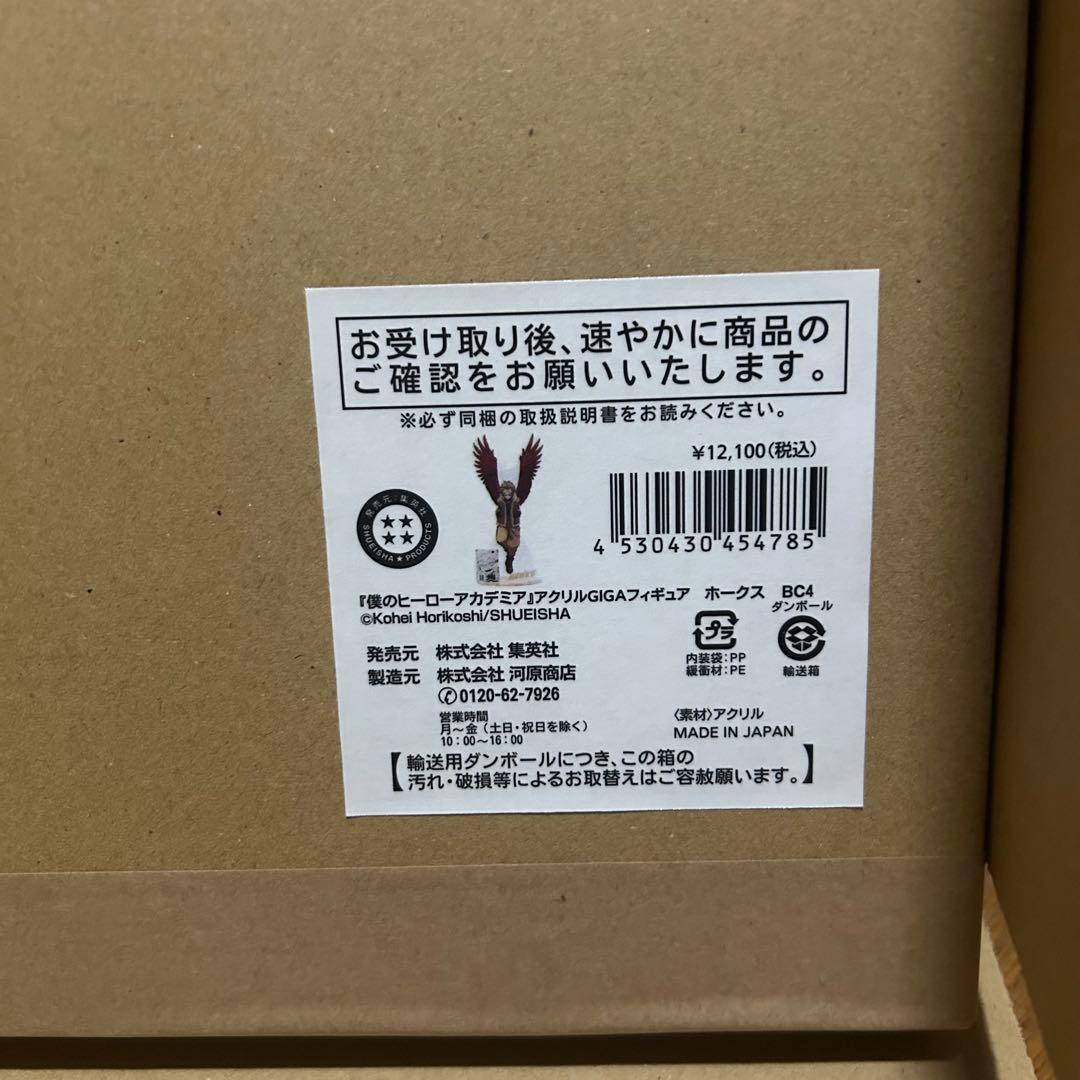 お受け取り後、速やかに商品の
ご確認をお願いいたします。
※必ず同梱の取扱説明書をお読みください。
¥12,100(税込)
発売元:集英社
SHUEISHA★PRODUCTS
4 530430 454785
『僕のヒーローアカデミア』アクリルGIGAフィギュア ホークス BC4
©Kohei Horikoshi/SHUEISHA
ダンボール
プラ
内装袋:PP
緩衝材:PE
輸送箱
発売元 株式会社 集英社
製造元 株式会社 河原商店
0120-62-7926
営業時間
月〜金(土日・祝日を除く)
10:00〜16:00
〈素材〉アクリル
MADE IN JAPAN
【輸送用ダンボールにつき、この箱の
汚れ・破損等によるお取替えはご容赦願います。】